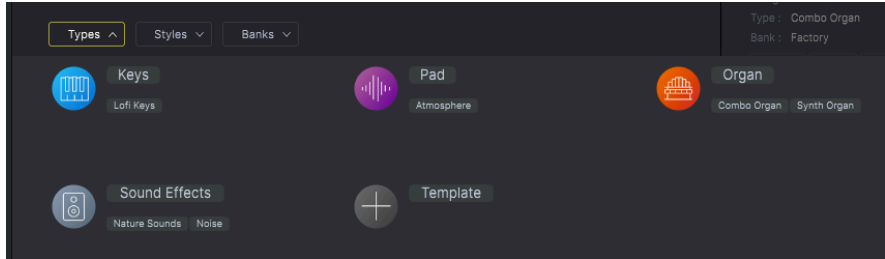 Types Styles Banks
Type : Combo Organ
Bank : Factory
Keys Pad Organ
Lofi Keys Atmosphere Combo Organ Synth Organ
Sound Effects Template
Nature Sounds Noise